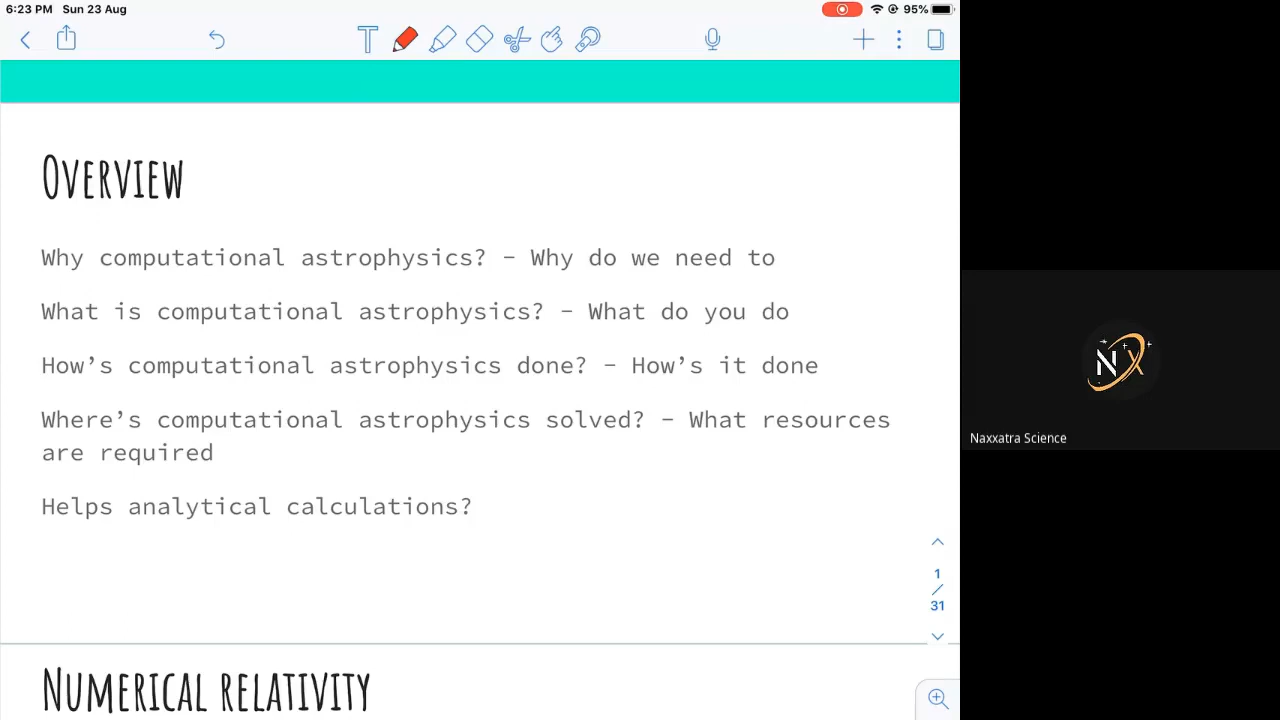 6:23 PM Sun 23 Aug
95%
OVERVIEW
Why computational astrophysics? - Why do we need to
What is computational astrophysics? - What do you do
How's computational astrophysics done? - How's it done
Where's computational astrophysics solved? - What resources
are required
Helps analytical calculations?
1
/
31
NUMERICAL RELATIVITY
NX
Naxxatra Science